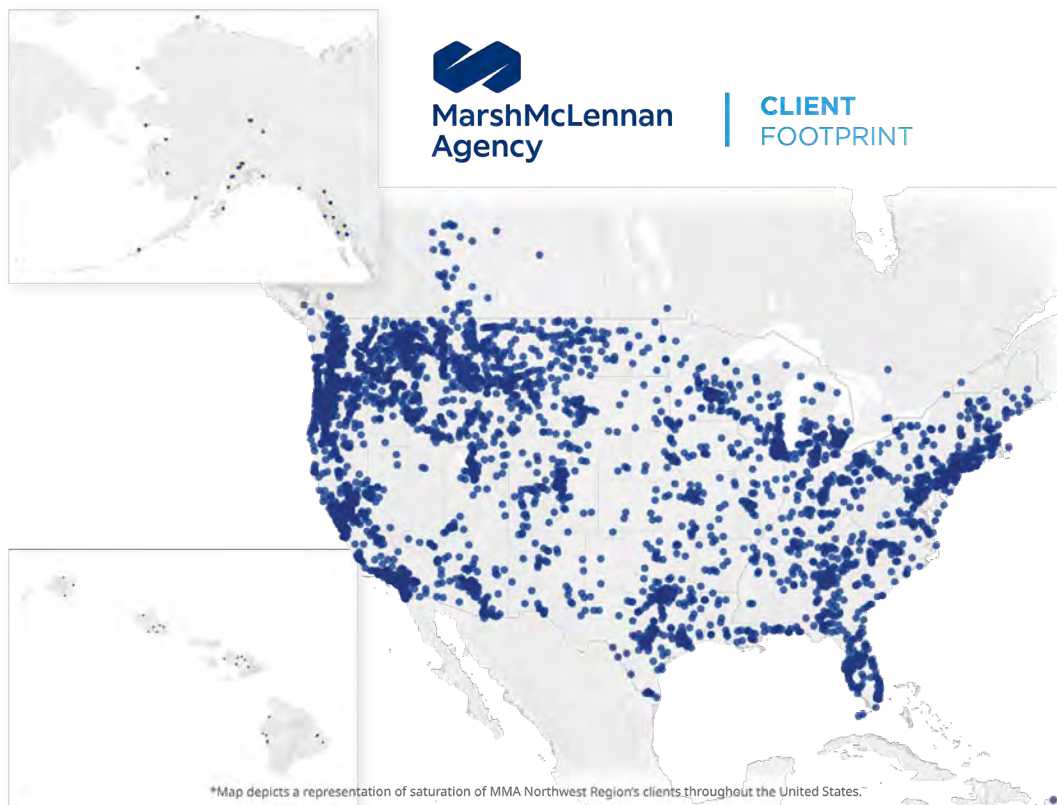 MarshMcLennan
Agency
CLIENT
FOOTPRINT
*Map depicts a representation of saturation of MMA Northwest Region's clients throughout the United States.